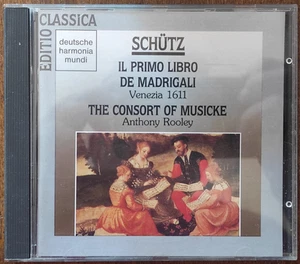 EDITIO CLASSICA
deutsche
harmonia
mundi
SCHÜTZ
IL PRIMO LIBRO
DE MADRIGALI
Venezia 1611
THE CONSORT OF MUSICKE
Anthony Rooley